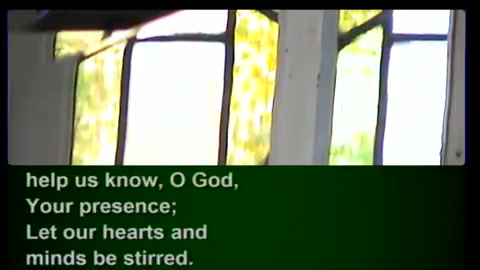 help us know, O God,
Your presence;
Let our hearts and
minds be stirred.